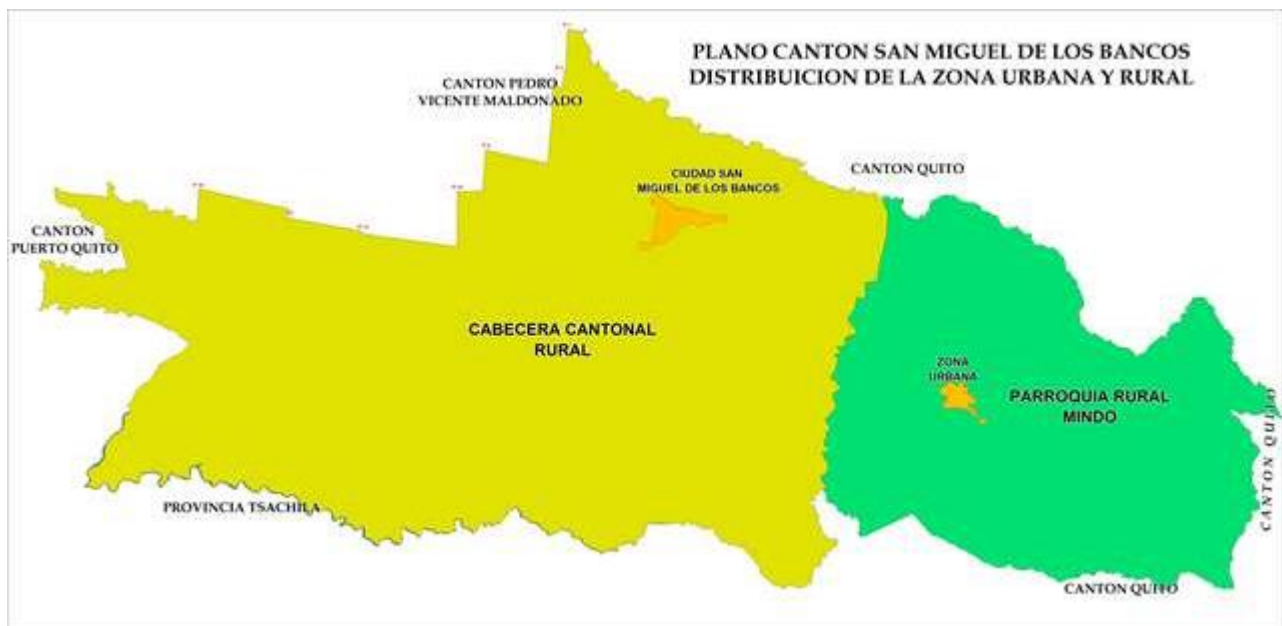 PLANO CANTON SAN MIGUEL DE LOS BANCOS
DISTRIBUICION DE LA ZONA URBANA Y RURAL
CANTON PEDRO
VICENTE MALDONADO
CANTON QUITO
CIUDAD SAN
MIGUEL DE LOS BANCOS
CANTON
PUERTO QUITO
CABECERA CANTONAL
RURAL
ZONA
URBANA
PARROQUIA RURAL
MINDO
CANTON QUITO
PROVINCIA TSACHILA
CANTON QUITO